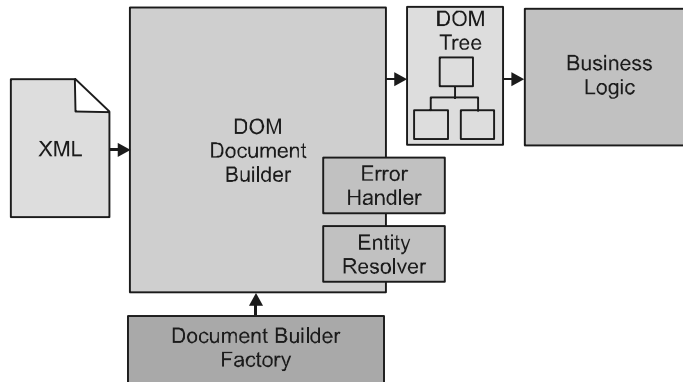 XML
DOM
Document
Builder
Error
Handler
Entity
Resolver
Document Builder
Factory
DOM
Tree
Business
Logic